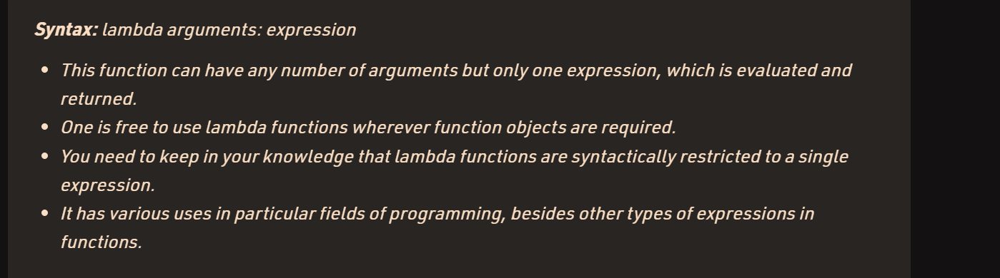 Syntax: lambda arguments: expression
• This function can have any number of arguments but only one expression, which is evaluated and
returned.
• One is free to use lambda functions wherever function objects are required.
• You need to keep in your knowledge that lambda functions are syntactically restricted to a single
expression.
• It has various uses in particular fields of programming, besides other types of expressions in
functions.